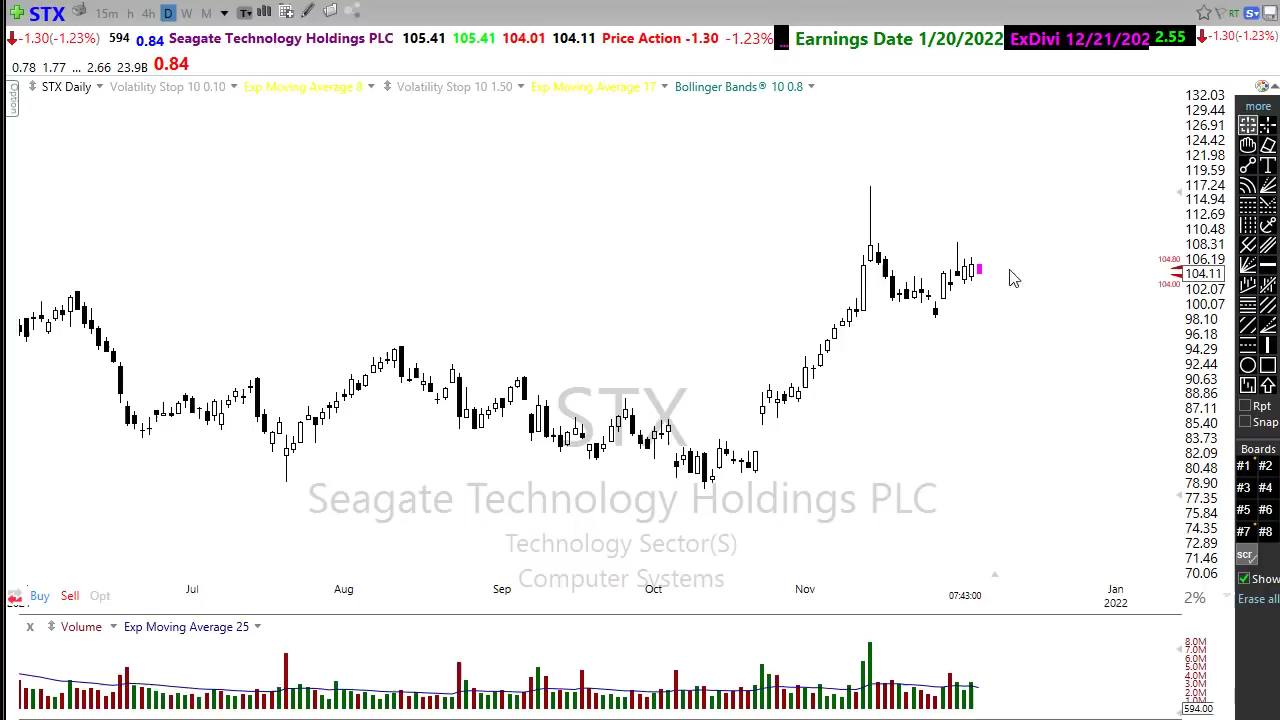 STX 15m h 4h D W M T
RT S
-1.30(-1.23%) 594 0.84 Seagate Technology Holdings PLC 105.41 105.41 104.01 104.11 Price Action -1.30 -1.23% ... Earnings Date 1/20/2022 ExDivi 12/21/202 2.55 -1.30(-1.23%)
0.78 1.77 ... 2.66 23.9B 0.84
Option
STX Daily Volatility Stop 10 0.10 Exp Moving Average 8 Volatility Stop 10 1.50 Exp Moving Average 17 Bollinger Bands® 10 0.8
132.03
129.44
126.91
124.42
121.98
119.59
117.24
114.94
112.69
110.48
108.31
106.19
104.80
104.11
104.00
102.07
100.07
98.10
96.18
94.29
92.44
90.63
88.86
87.11
85.40
83.73
82.09
80.48
78.90
77.35
75.84
74.35
72.89
71.46
70.06
more
T
Rpt
Snap
Boards
#1 #2
#3 #4
#5 #6
#7 #8
scr
Show
Erase all
STX
Seagate Technology Holdings PLC
Technology Sector(S)
Computer Systems
Buy Sell Opt
Jul Aug Sep Oct Nov 07:43:00 Jan
2022
2%
X Volume Exp Moving Average 25
8.0M
7.0M
6.0M
5.0M
4.0M
3.0M
2.0M
594.00